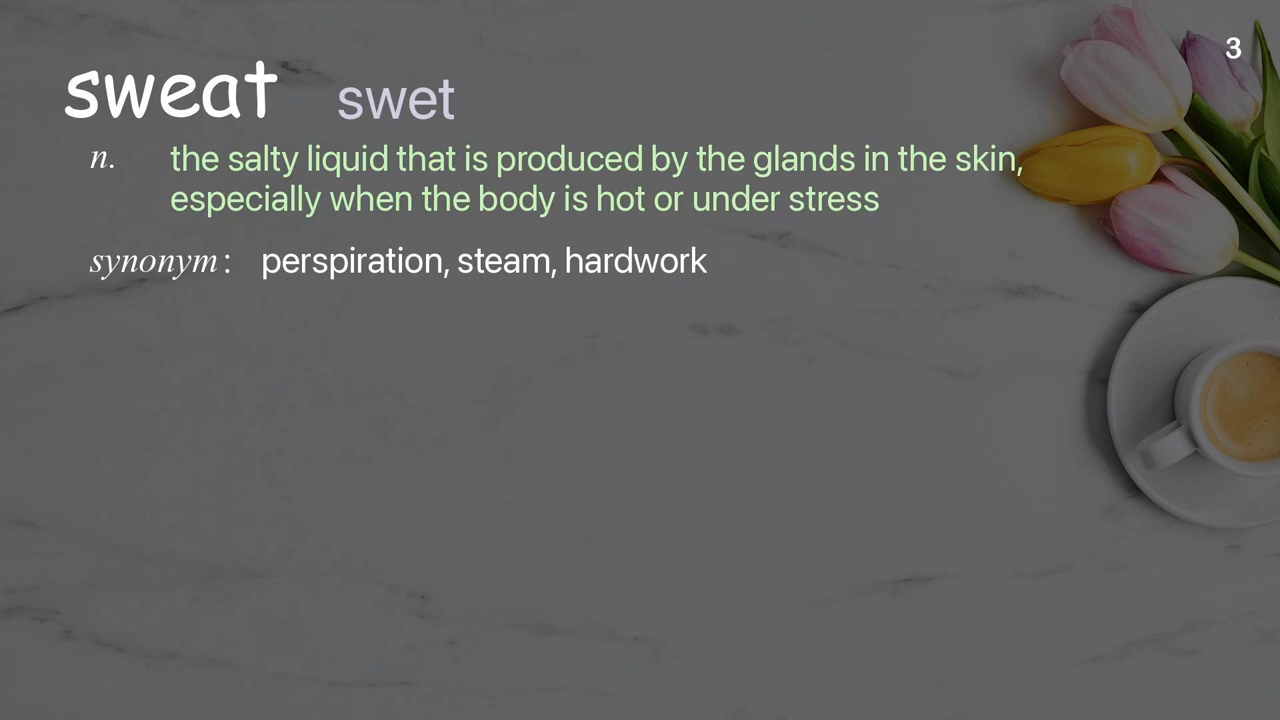 3
sweat swet
n. the salty liquid that is produced by the glands in the skin,
especially when the body is hot or under stress
synonym: perspiration, steam, hardwork